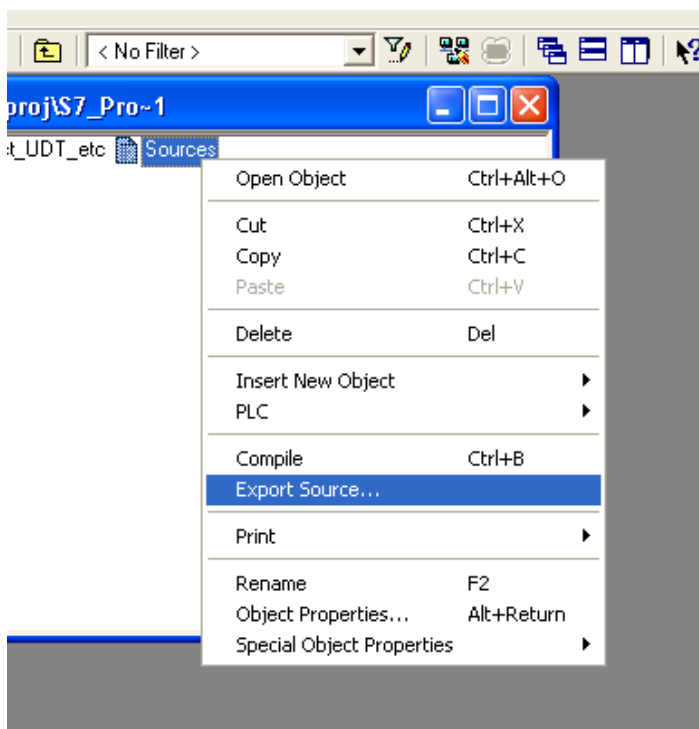 < No Filter >
proj\S7_Pro~1
t_UDT_etc Sources
Open Object Ctrl+Alt+O
Cut Ctrl+X
Copy Ctrl+C
Paste Ctrl+V
Delete Del
Insert New Object
PLC
Compile Ctrl+B
Export Source...
Print
Rename F2
Object Properties... Alt+Return
Special Object Properties